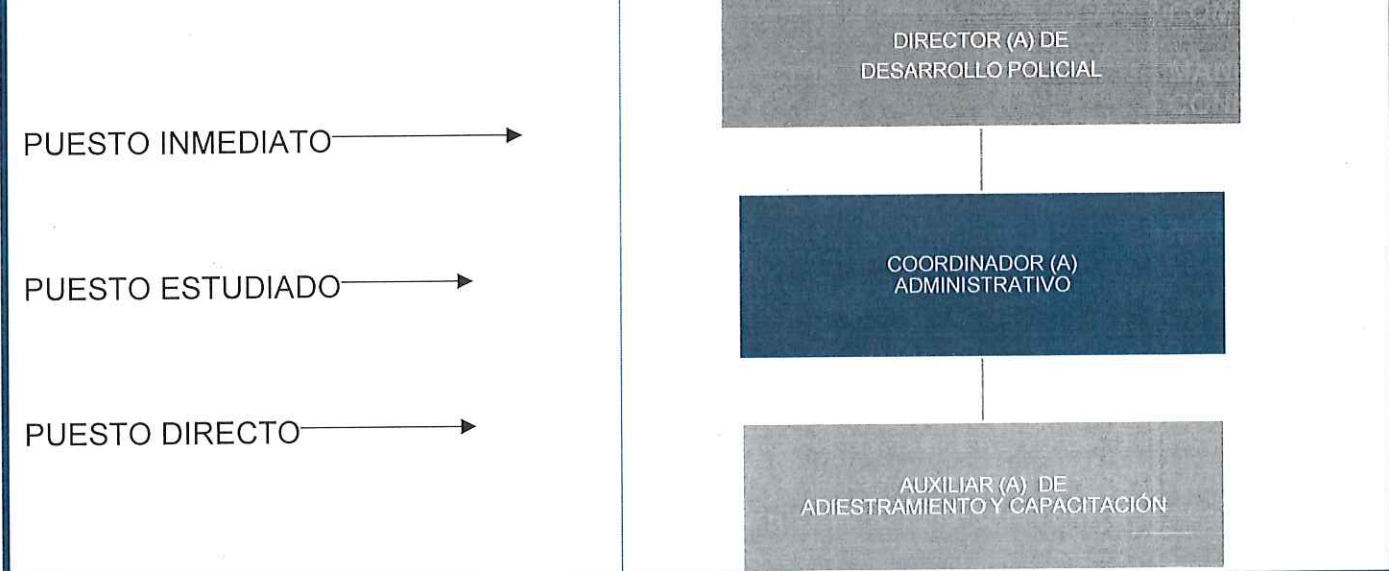 DIRECTOR (A) DE
DESARROLLO POLICIAL
PUESTO INMEDIATO
COORDINADOR (A)
ADMINISTRATIVO
PUESTO ESTUDIADO
PUESTO DIRECTO
AUXILIAR (A) DE
ADIESTRAMIENTO Y CAPACITACIÓN